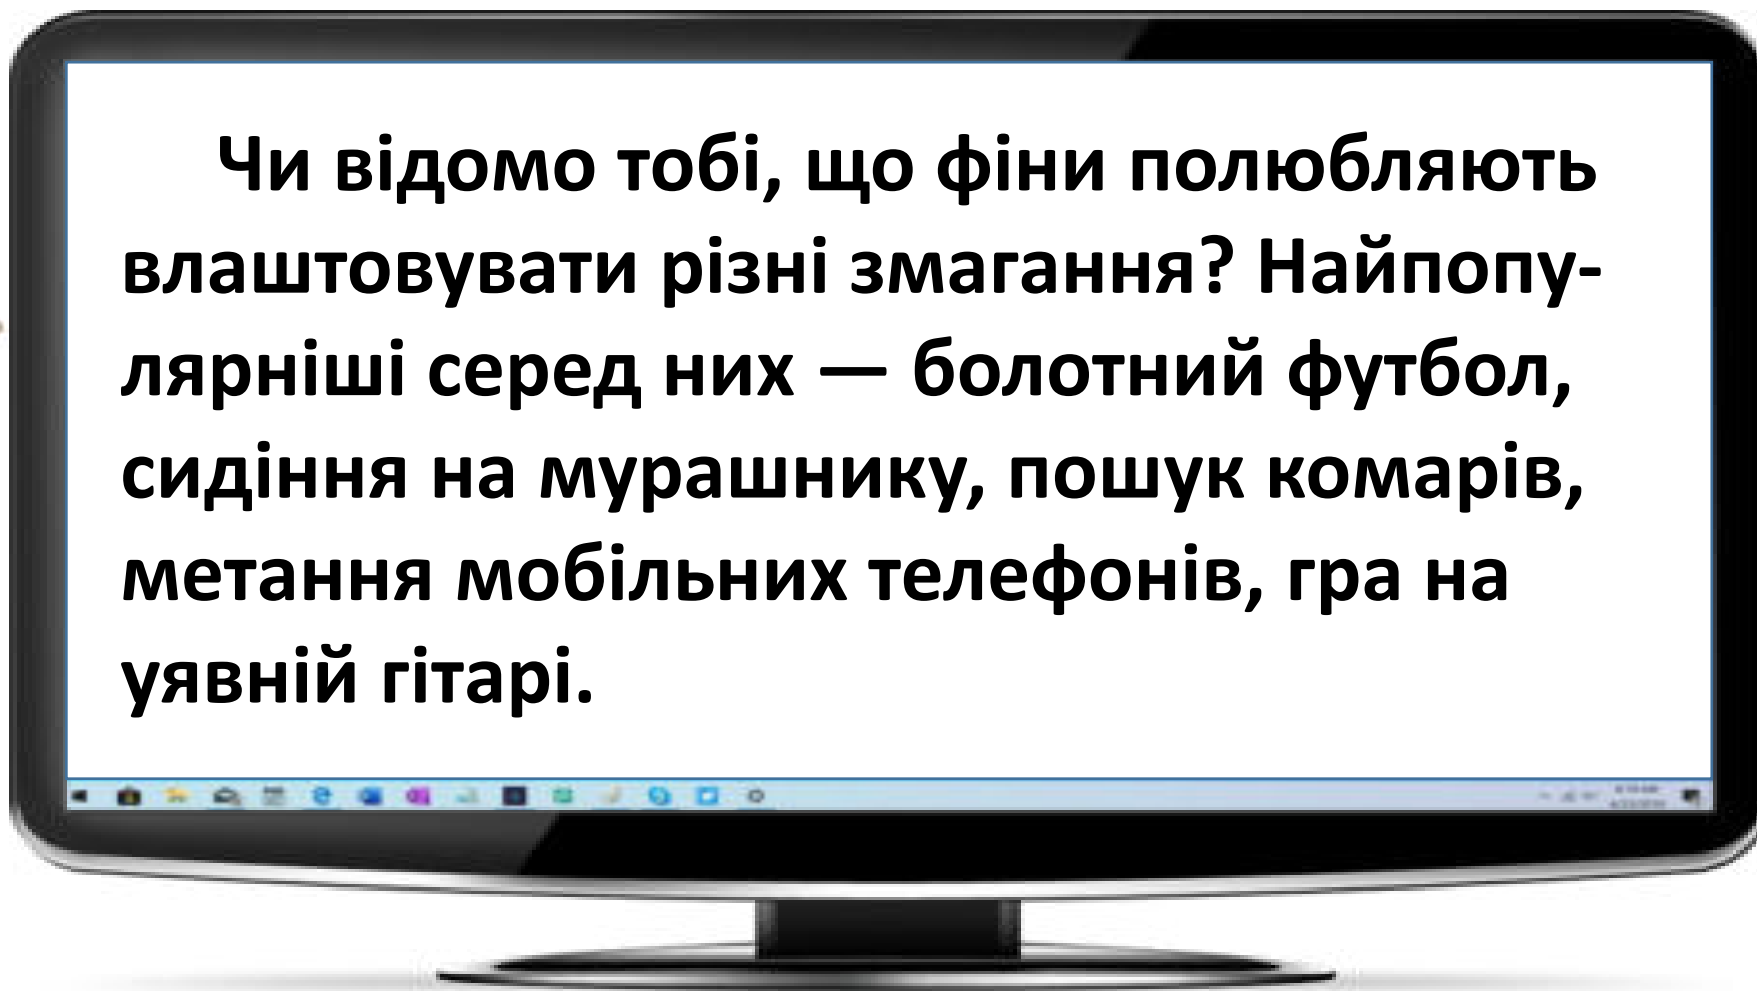 Чи відомо тобі, що фіни полюбляють
влаштовувати різні змагання? Найпопу-
лярніші серед них — болотний футбол,
сидіння на мурашнику, пошук комарів,
метання мобільних телефонів, гра на
уявній гітарі.